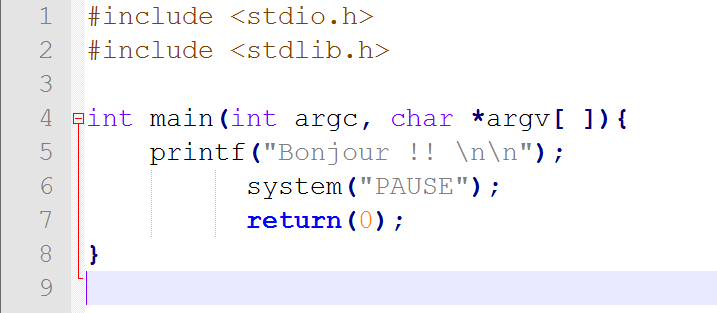 1 #include <stdio.h>
2 #include <stdlib.h>
3
4 int main(int argc, char *argv[ ]){
5 printf("Bonjour !! \n\n");
6 system("PAUSE");
7 return(0);
8 }
9